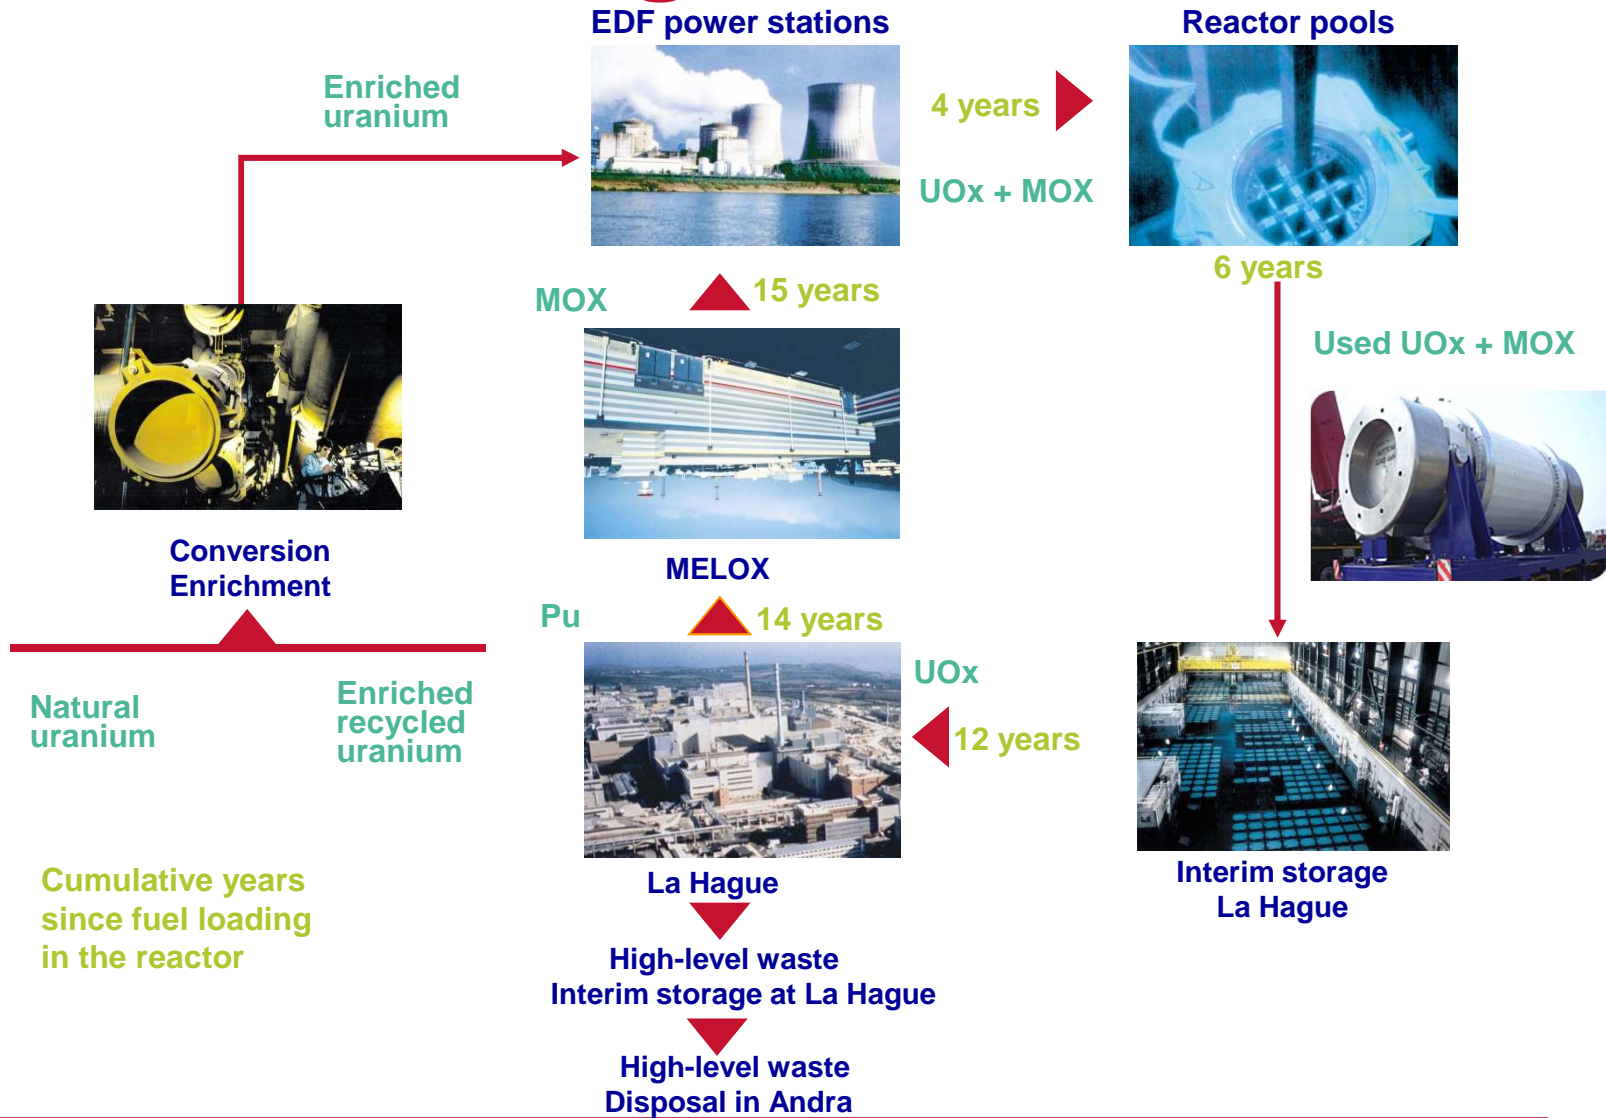 EDF power stations
Reactor pools
Enriched
uranium
4 years
UOx + MOX
6 years
MOX
15 years
Used UOx + MOX
Conversion
Enrichment
MELOX
Pu
14 years
UOx
12 years
Natural
uranium
Enriched
recycled
uranium
La Hague
Interim storage
La Hague
Cumulative years
since fuel loading
in the reactor
High-level waste
Interim storage at La Hague
High-level waste
Disposal in Andra